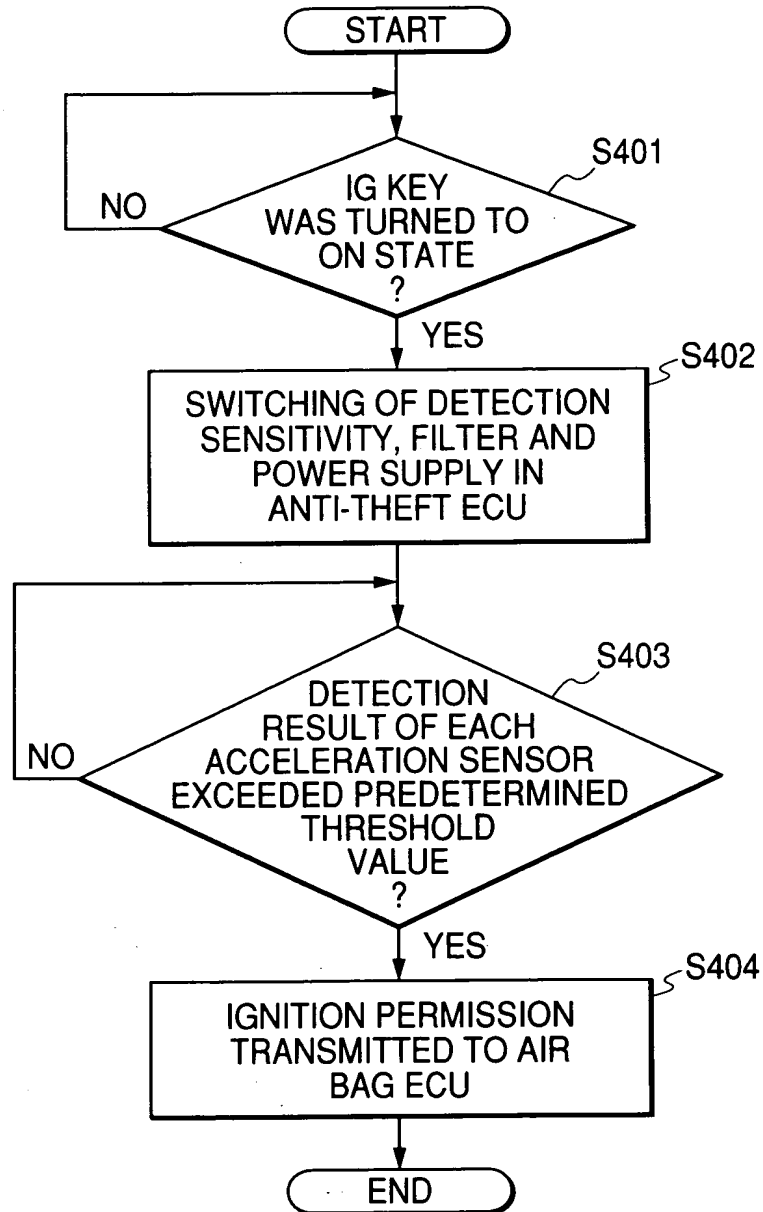 START
S401
IG KEY
WAS TURNED TO
ON STATE
?
NO
YES
S402
SWITCHING OF DETECTION
SENSITIVITY, FILTER AND
POWER SUPPLY IN
ANTI-THEFT ECU
S403
DETECTION
RESULT OF EACH
ACCELERATION SENSOR
EXCEEDED PREDETERMINED
THRESHOLD
VALUE
?
NO
YES
S404
IGNITION PERMISSION
TRANSMITTED TO AIR
BAG ECU
END